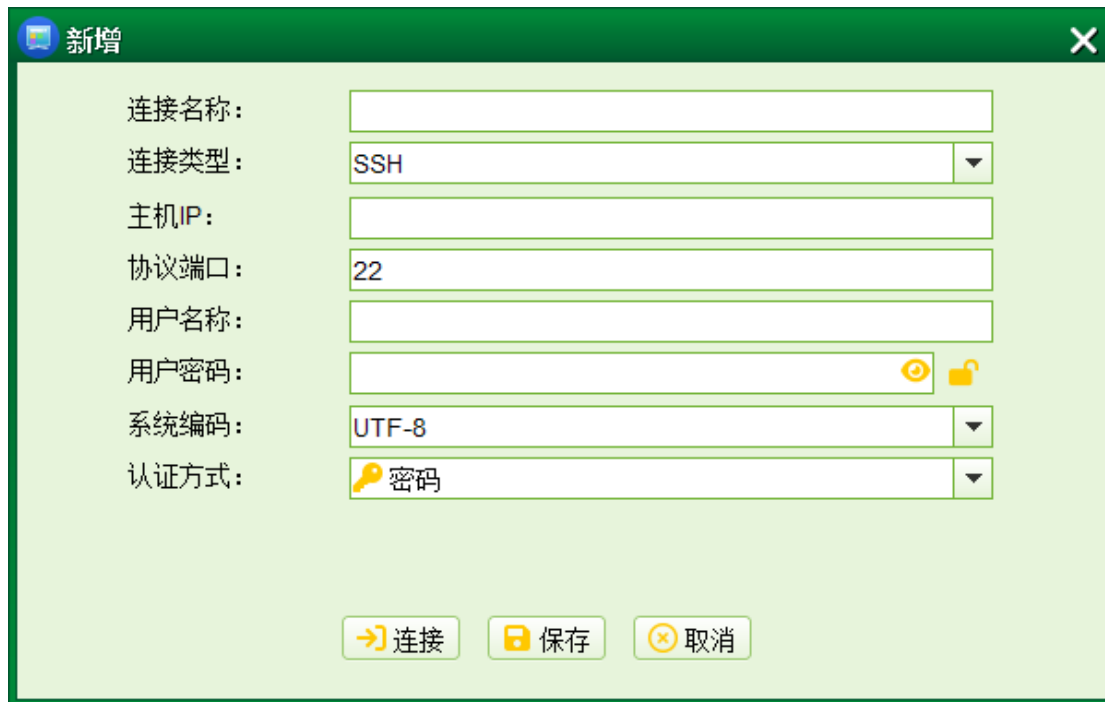 新增
连接名称：
连接类型： SSH
主机IP：
协议端口： 22
用户名称：
用户密码：
系统编码： UTF-8
认证方式： 密码
连接 保存 取消